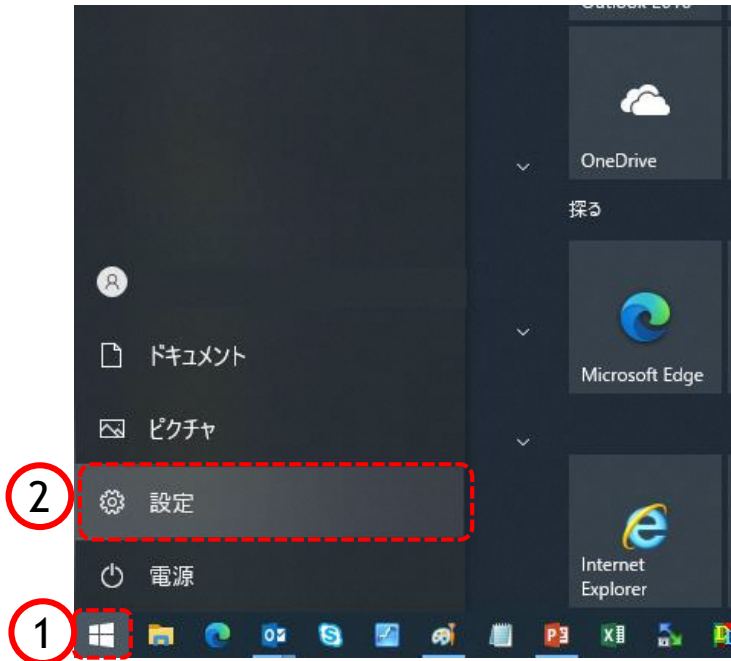 OneDrive
探る
ドキュメント
Microsoft Edge
ピクチャ
2
設定
Internet
Explorer
電源
1